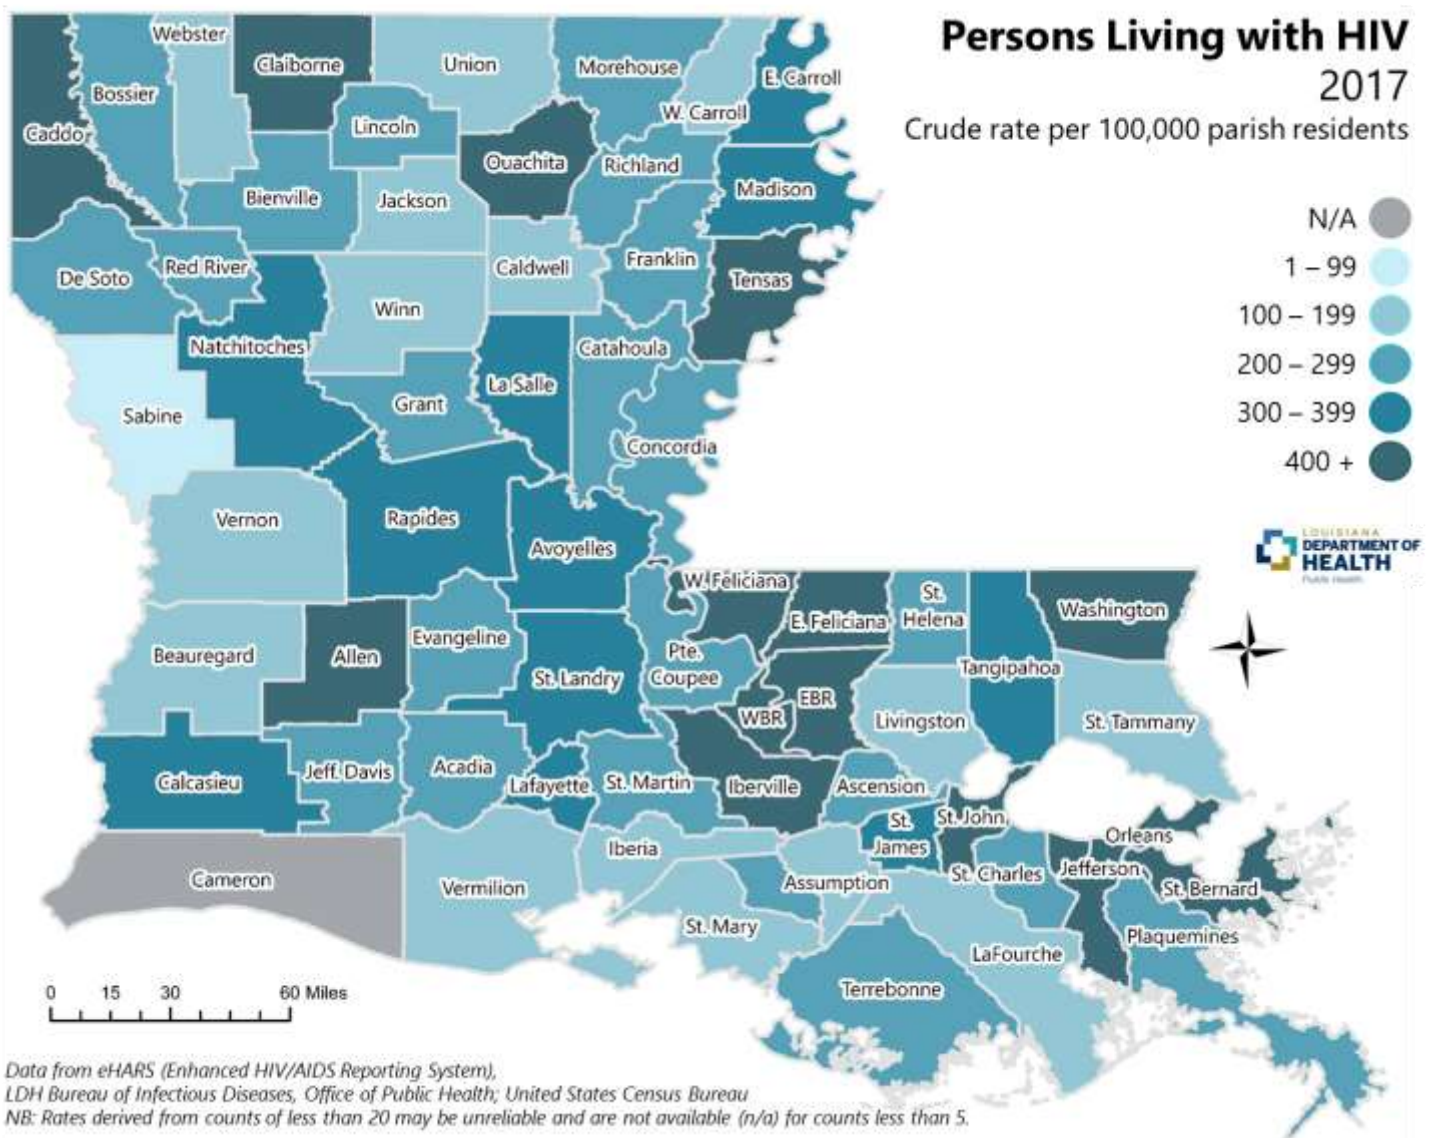 Persons Living with HIV
2017
Crude rate per 100,000 parish residents
N/A
1 – 99
100 – 199
200 – 299
300 – 399
400 +
LOUISIANA
DEPARTMENT OF
HEALTH
Public Health
Webster
Claiborne
Union
Morehouse
E. Carroll
Bossier
W. Carroll
Caddo
Lincoln
Ouachita
Richland
Madison
Bienville
Jackson
De Soto
Red River
Caldwell
Franklin
Tensas
Winn
Natchitoches
Catahoula
La Salle
Sabine
Grant
Concordia
Vernon
Rapides
Avoyelles
W. Feliciana
E. Feliciana
St.
Helena
Washington
Beauregard
Allen
Evangeline
Pte.
Coupee
St. Landry
Tangipahoa
EBR
WBR
Livingston
St. Tammany
Calcasieu
Jeff. Davis
Acadia
Lafayette
St. Martin
Iberville
Ascension
St.
James
St. John
Orleans
Iberia
Cameron
Vermilion
Assumption
St. Charles
Jefferson
St. Bernard
St. Mary
Plaquemines
LaFourche
Terrebonne
0 15 30 60 Miles
Data from eHARS (Enhanced HIV/AIDS Reporting System),
LDH Bureau of Infectious Diseases, Office of Public Health; United States Census Bureau
NB: Rates derived from counts of less than 20 may be unreliable and are not available (n/a) for counts less than 5.